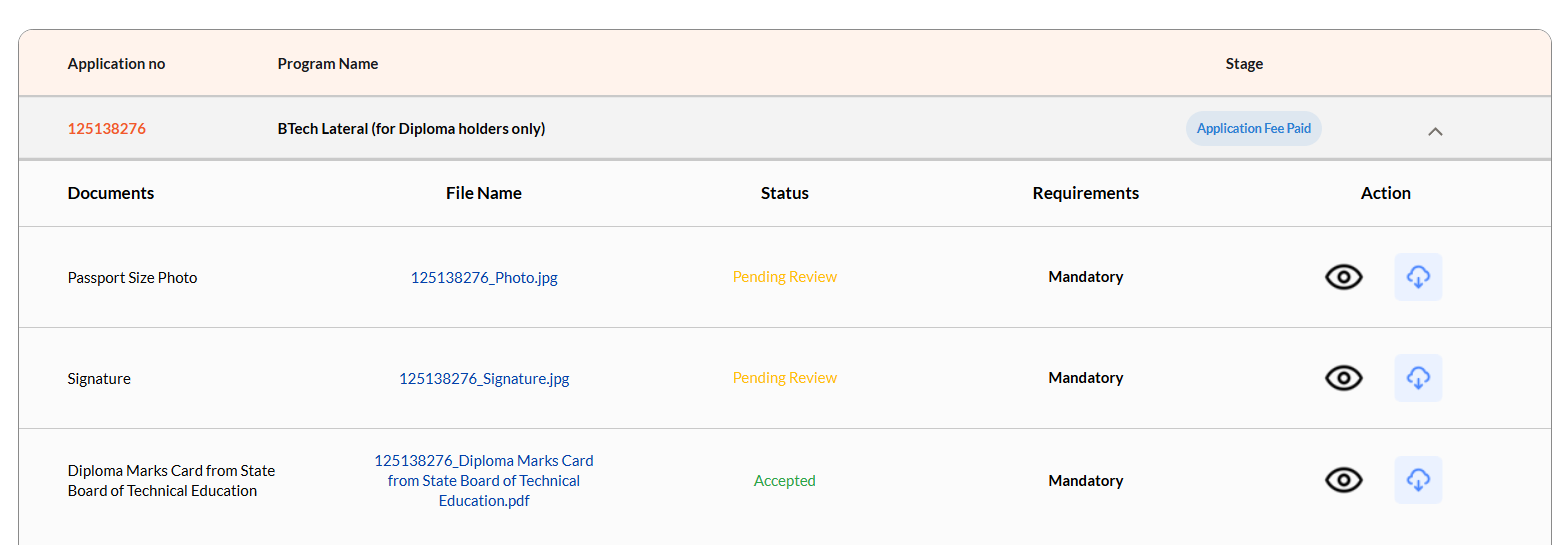 Application no Program Name Stage
125138276 BTech Lateral (for Diploma holders only) Application Fee Paid
Documents File Name Status Requirements Action
Passport Size Photo 125138276_Photo.jpg Pending Review Mandatory
Signature 125138276_Signature.jpg Pending Review Mandatory
Diploma Marks Card from State
Board of Technical Education
125138276_Diploma Marks Card
from State Board of Technical
Education.pdf
Accepted
Mandatory